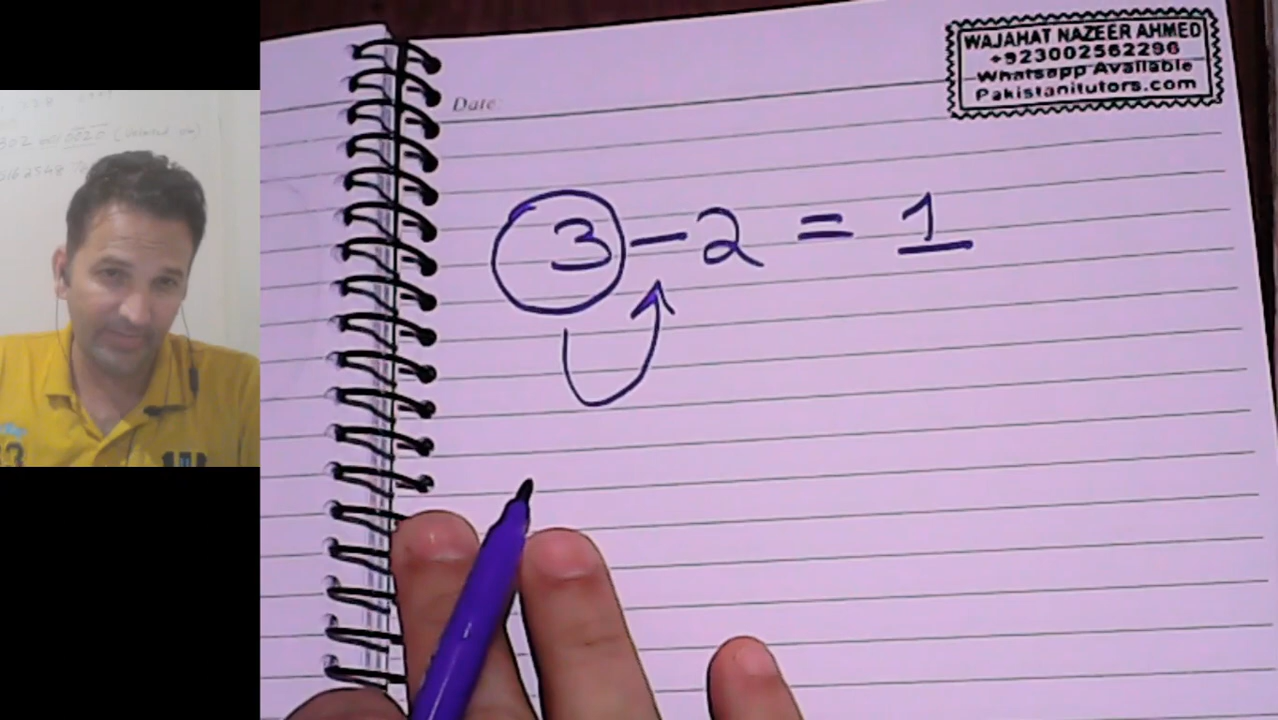 WAJAHAT NAZEER AHMED
+923002562296
Whatsapp Available
Pakistanitutors.com
Date
3 - 2 = 1